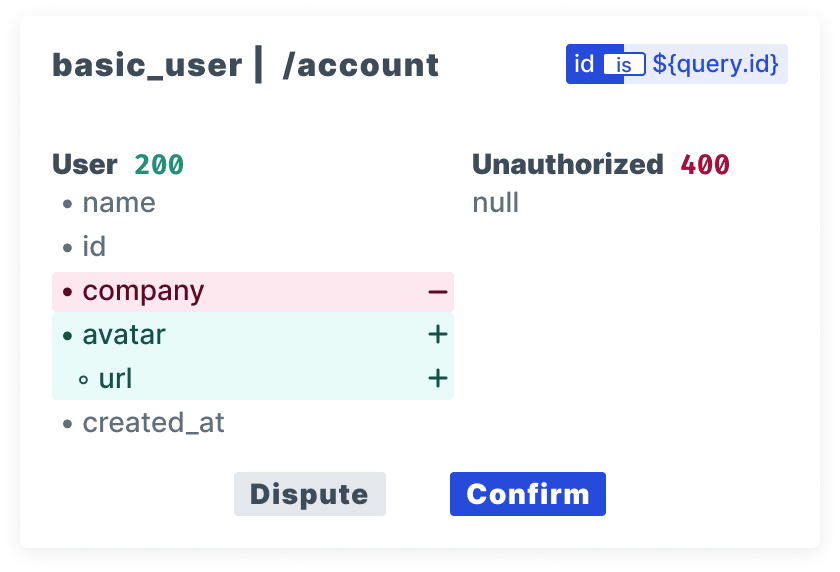 basic_user | /account
id is ${query.id}
User 200
• name
• id
• company −
• avatar +
◦ url +
• created_at
Unauthorized 400
null
Dispute
Confirm